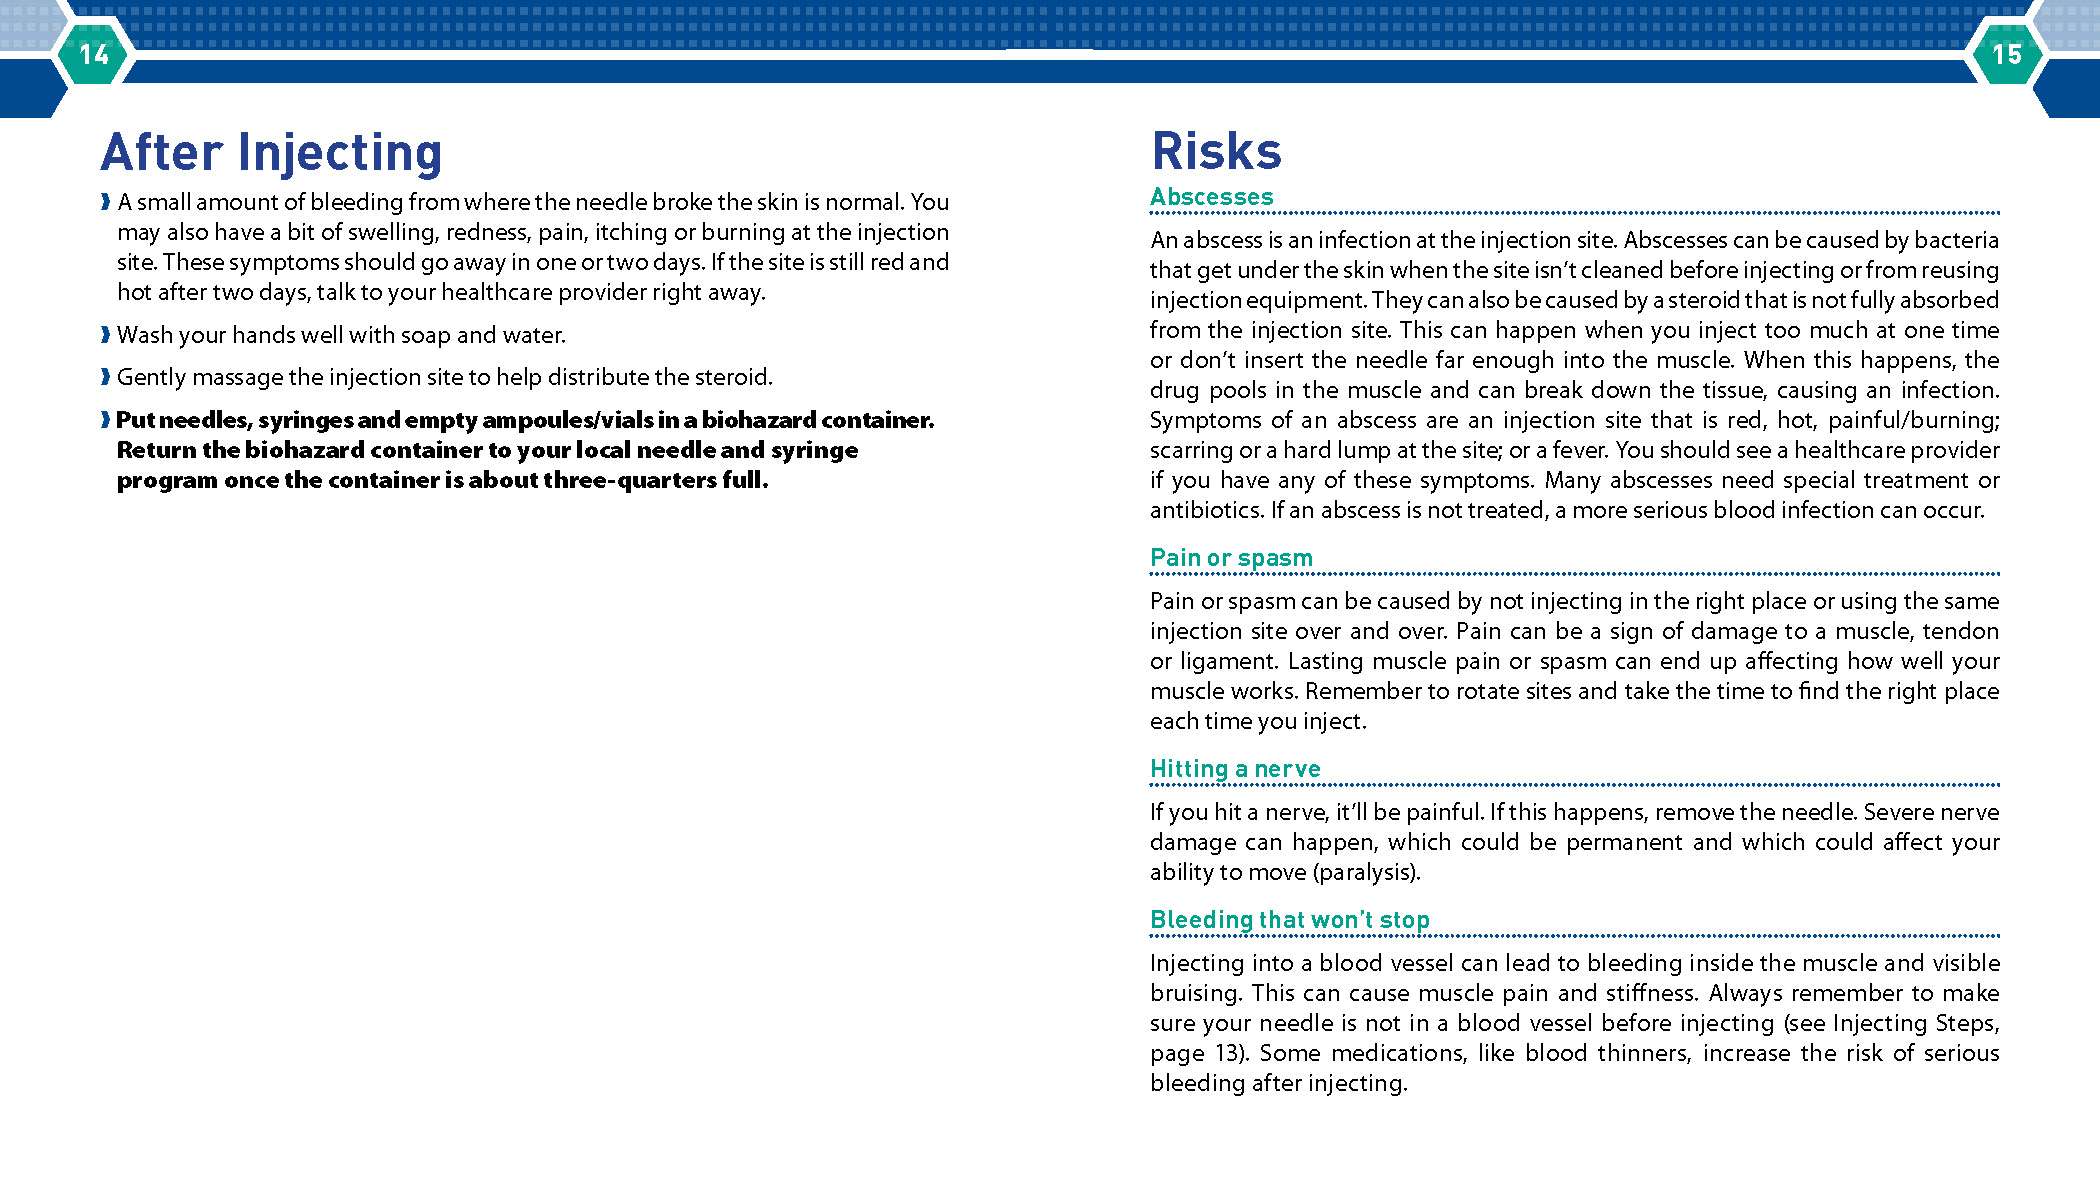 14
After Injecting
❱ A small amount of bleeding from where the needle broke the skin is normal. You
may also have a bit of swelling, redness, pain, itching or burning at the injection
site. These symptoms should go away in one or two days. If the site is still red and
hot after two days, talk to your healthcare provider right away.
❱ Wash your hands well with soap and water.
❱ Gently massage the injection site to help distribute the steroid.
❱ Put needles, syringes and empty ampoules/vials in a biohazard container.
Return the biohazard container to your local needle and syringe
program once the container is about three-quarters full.
15
Risks
Abscesses
An abscess is an infection at the injection site. Abscesses can be caused by bacteria
that get under the skin when the site isn't cleaned before injecting or from reusing
injection equipment. They can also be caused by a steroid that is not fully absorbed
from the injection site. This can happen when you inject too much at one time
or don't insert the needle far enough into the muscle. When this happens, the
drug pools in the muscle and can break down the tissue, causing an infection.
Symptoms of an abscess are an injection site that is red, hot, painful/burning;
scarring or a hard lump at the site; or a fever. You should see a healthcare provider
if you have any of these symptoms. Many abscesses need special treatment or
antibiotics. If an abscess is not treated, a more serious blood infection can occur.
Pain or spasm
Pain or spasm can be caused by not injecting in the right place or using the same
injection site over and over. Pain can be a sign of damage to a muscle, tendon
or ligament. Lasting muscle pain or spasm can end up affecting how well your
muscle works. Remember to rotate sites and take the time to find the right place
each time you inject.
Hitting a nerve
If you hit a nerve, it'll be painful. If this happens, remove the needle. Severe nerve
damage can happen, which could be permanent and which could affect your
ability to move (paralysis).
Bleeding that won't stop
Injecting into a blood vessel can lead to bleeding inside the muscle and visible
bruising. This can cause muscle pain and stiffness. Always remember to make
sure your needle is not in a blood vessel before injecting (see Injecting Steps,
page 13). Some medications, like blood thinners, increase the risk of serious
bleeding after injecting.